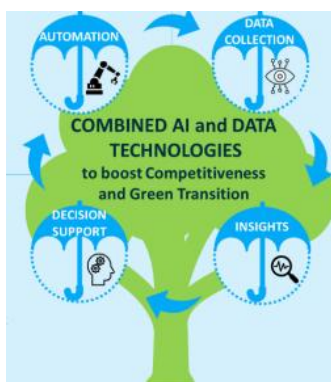 AUTOMATION
DATA
COLLECTION
COMBINED AI and DATA
TECHNOLOGIES
to boost Competitiveness
and Green Transition
DECISION
SUPPORT
INSIGHTS